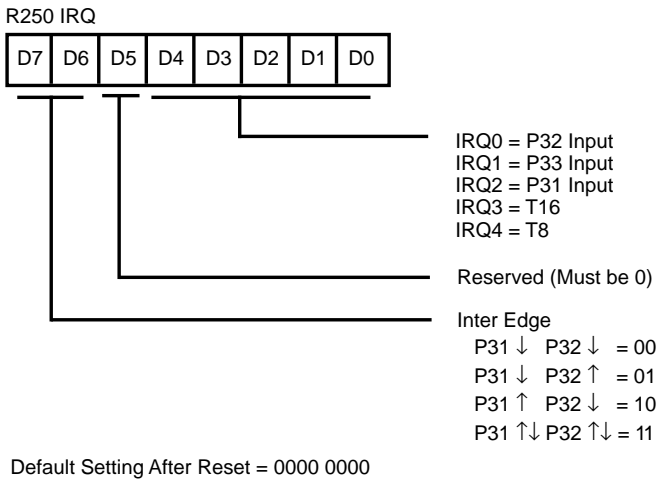 R250 IRQ
D7 D6 D5 D4 D3 D2 D1 D0
IRQ0 = P32 Input
IRQ1 = P33 Input
IRQ2 = P31 Input
IRQ3 = T16
IRQ4 = T8
Reserved (Must be 0)
Inter Edge
P31 ↓ P32 ↓ = 00
P31 ↓ P32 ↑ = 01
P31 ↑ P32 ↓ = 10
P31 ↑↓ P32 ↑↓ = 11
Default Setting After Reset = 0000 0000